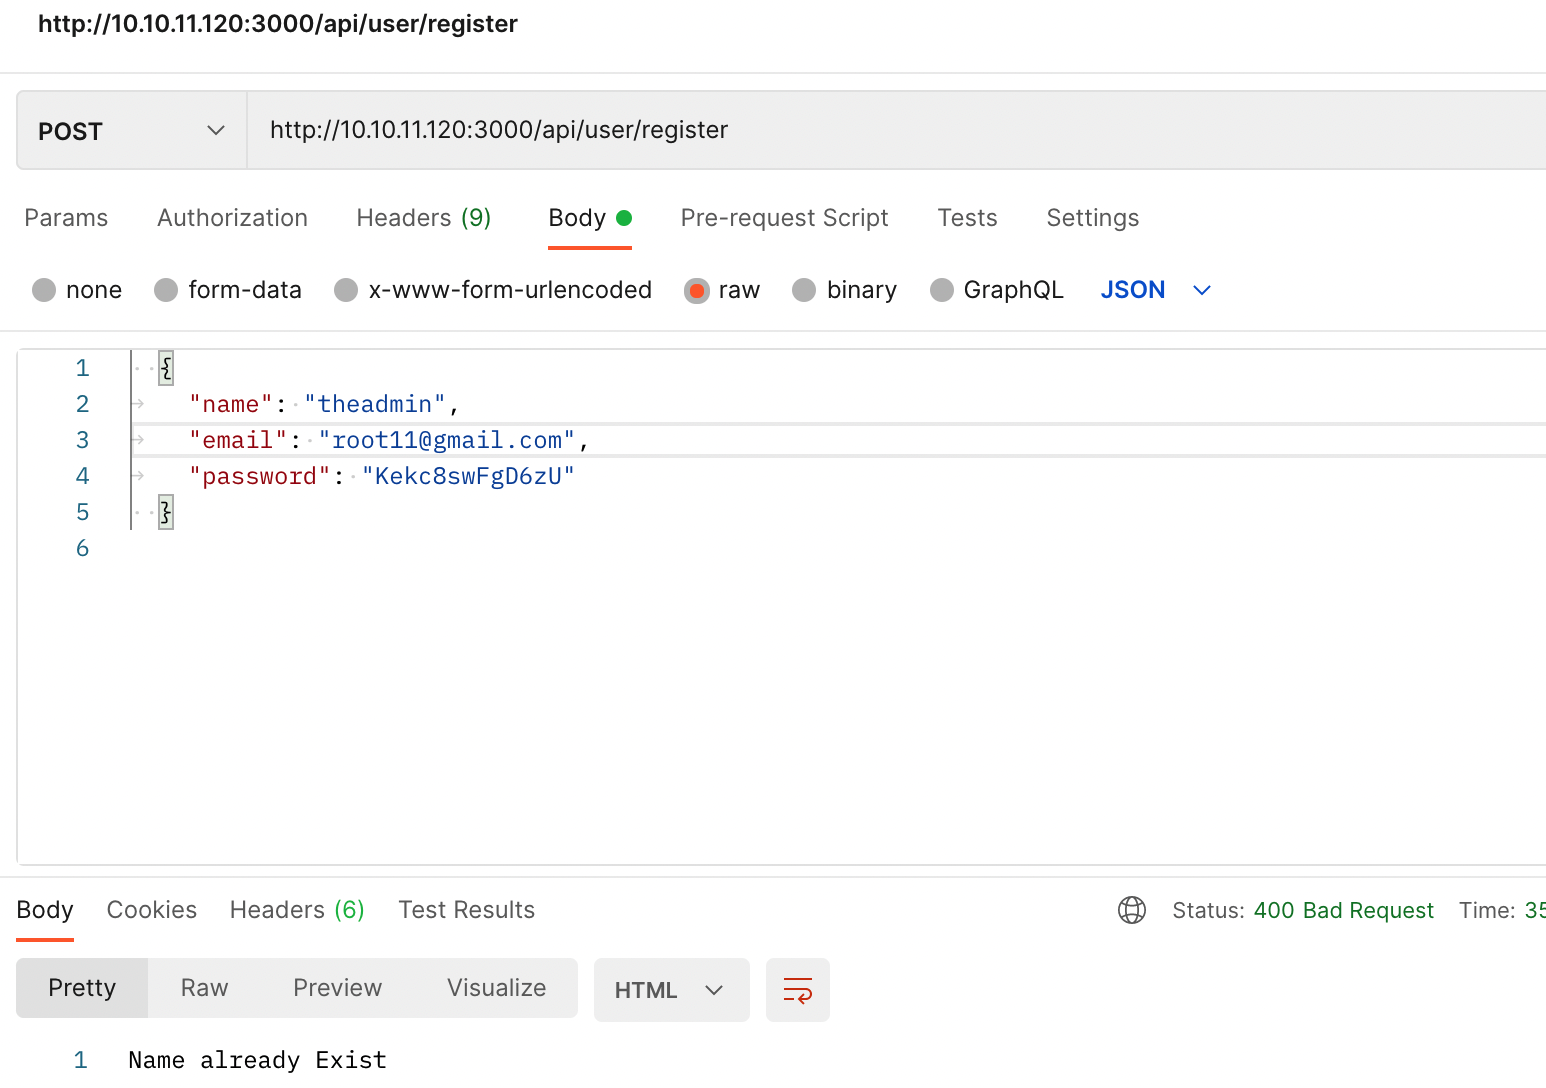 http://10.10.11.120:3000/api/user/register
POST http://10.10.11.120:3000/api/user/register
Params Authorization Headers (9) Body Pre-request Script Tests Settings
none form-data x-www-form-urlencoded raw binary GraphQL JSON
1 {
2 "name": "theadmin",
3 "email": "root11@gmail.com",
4 "password": "Kekc8swFgD6zU"
5 }
6
Body Cookies Headers (6) Test Results Status: 400 Bad Request Time: 35
Pretty Raw Preview Visualize HTML
1 Name already Exist